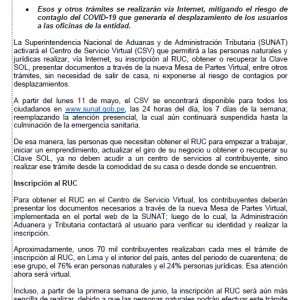 • Esos y otros trámites se realizarán vía Internet, mitigando el riesgo de
contagio del COVID-19 que generaría el desplazamiento de los usuarios
a las oficinas de la entidad.
La Superintendencia Nacional de Aduanas y de Administración Tributaria (SUNAT)
activará el Centro de Servicio Virtual (CSV) que permitirá a las personas naturales y
jurídicas realizar, vía Internet, su inscripción al RUC, obtener o recuperar la Clave
SOL, presentar documentos a través de la nueva Mesa de Partes Virtual, entre otros
trámites, sin necesidad de salir de casa, ni exponerse al riesgo de contagios por
desplazamientos.
A partir del lunes 11 de mayo, el CSV se encontrará disponible para todos los
ciudadanos en www.sunat.gob.pe, las 24 horas del día, los 7 días de la semana;
reemplazando la atención presencial, la cual aún continuará suspendida hasta la
culminación de la emergencia sanitaria.
De esa manera, las personas que necesitan obtener el RUC para empezar a trabajar,
iniciar un emprendimiento, actualizar el giro de su negocio u obtener o recuperar su
Clave SOL, ya no deben acudir a un centro de servicios al contribuyente, sino
realizar ese trámite desde la comodidad de su casa o desde donde se encuentren.
Inscripción al RUC
Para obtener el RUC en el Centro de Servicio Virtual, los contribuyentes deberán
presentar los documentos necesarios a través de la nueva Mesa de Partes Virtual,
implementada en el portal web de la SUNAT; luego de lo cual, la Administración
Aduanera y Tributaria contactará al usuario para verificar su identidad y realizar la
inscripción.
Aproximadamente, unos 70 mil contribuyentes realizaban cada mes el trámite de
inscripción al RUC, en Lima y el interior del país, antes del periodo de cuarentena; de
ese grupo, el 76% eran personas naturales y el 24% personas jurídicas. Esa atención
ahora será virtual.
Incluso, a partir de la primera semana de junio, la inscripción al RUC será aún más
sencilla de realizar, debido a que las personas naturales podrán efectuar este trámite